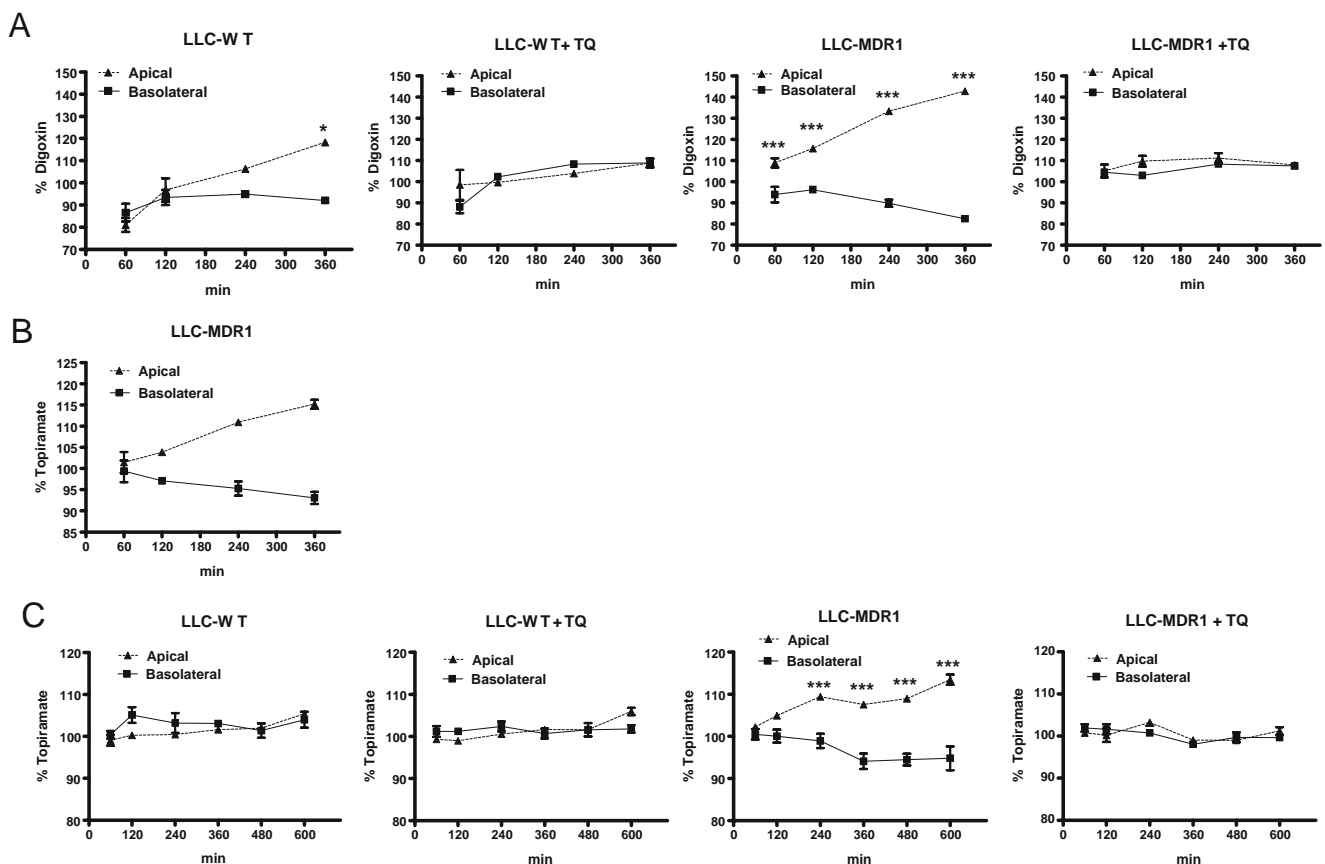 A
LLC-W T
Apical
Basolateral
*
150
140
130
120
110
100
90
80
70
% Digoxin
0 60 120 180 240 300 360
min
LLC-W T+ TQ
Apical
Basolateral
150
140
130
120
110
100
90
80
70
% Digoxin
0 60 120 180 240 300 360
min
LLC-MDR1
Apical
Basolateral
*** *** *** ***
150
140
130
120
110
100
90
80
70
% Digoxin
0 60 120 180 240 300 360
min
LLC-MDR1 +TQ
Apical
Basolateral
150
140
130
120
110
100
90
80
70
% Digoxin
0 60 120 180 240 300 360
min
B
LLC-MDR1
Apical
Basolateral
125
120
115
110
105
100
95
90
85
% Topiramate
0 60 120 180 240 300 360
min
C
LLC-W T
Apical
Basolateral
120
110
100
90
80
% Topiramate
0 120 240 360 480 600
min
LLC-W T + TQ
Apical
Basolateral
120
110
100
90
80
% Topiramate
0 120 240 360 480 600
min
LLC-MDR1
Apical
Basolateral
*** *** *** ***
120
110
100
90
80
% Topiramate
0 120 240 360 480 600
min
LLC-MDR1 + TQ
Apical
Basolateral
120
110
100
90
80
% Topiramate
0 120 240 360 480 600
min